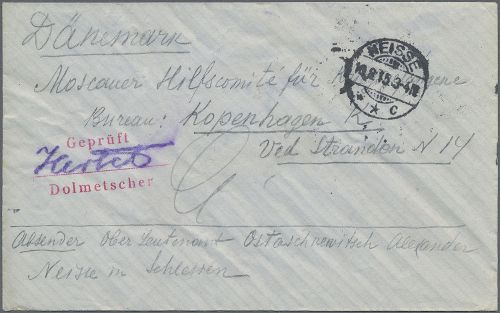 Dänemark
NEISSE
Moscauer Hilfscomité für
Bureau: Kopenhagen K
* * C
Geprüft
Ved Stranden N 14
Dolmetscher
Absender Ober Leutenant Ostaschnewitsch Alexander
Neisse in Schlesien